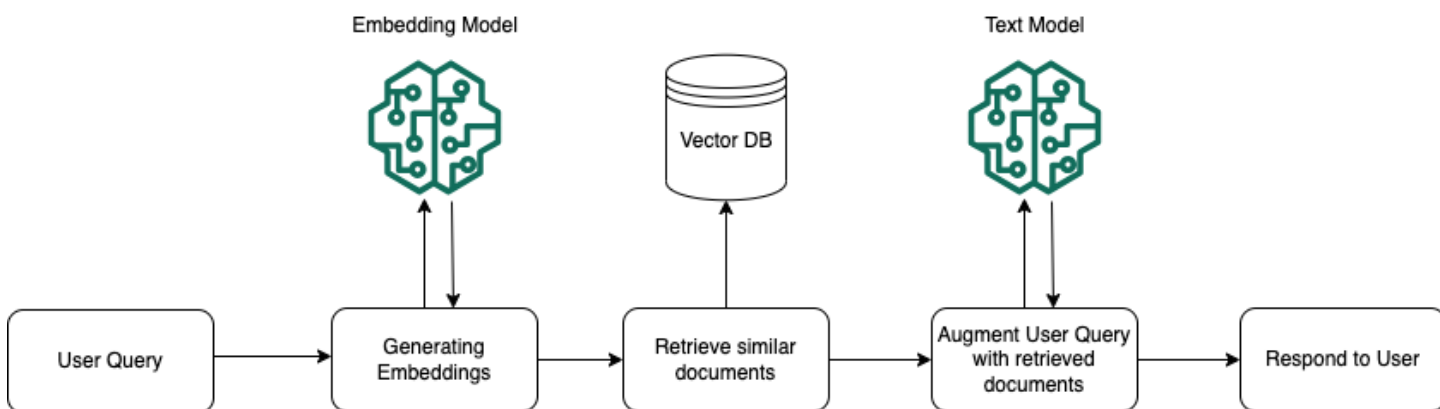 Embedding Model
Text Model
Vector DB
User Query
Generating
Embeddings
Retrieve similar
documents
Augment User Query
with retrieved
documents
Respond to User